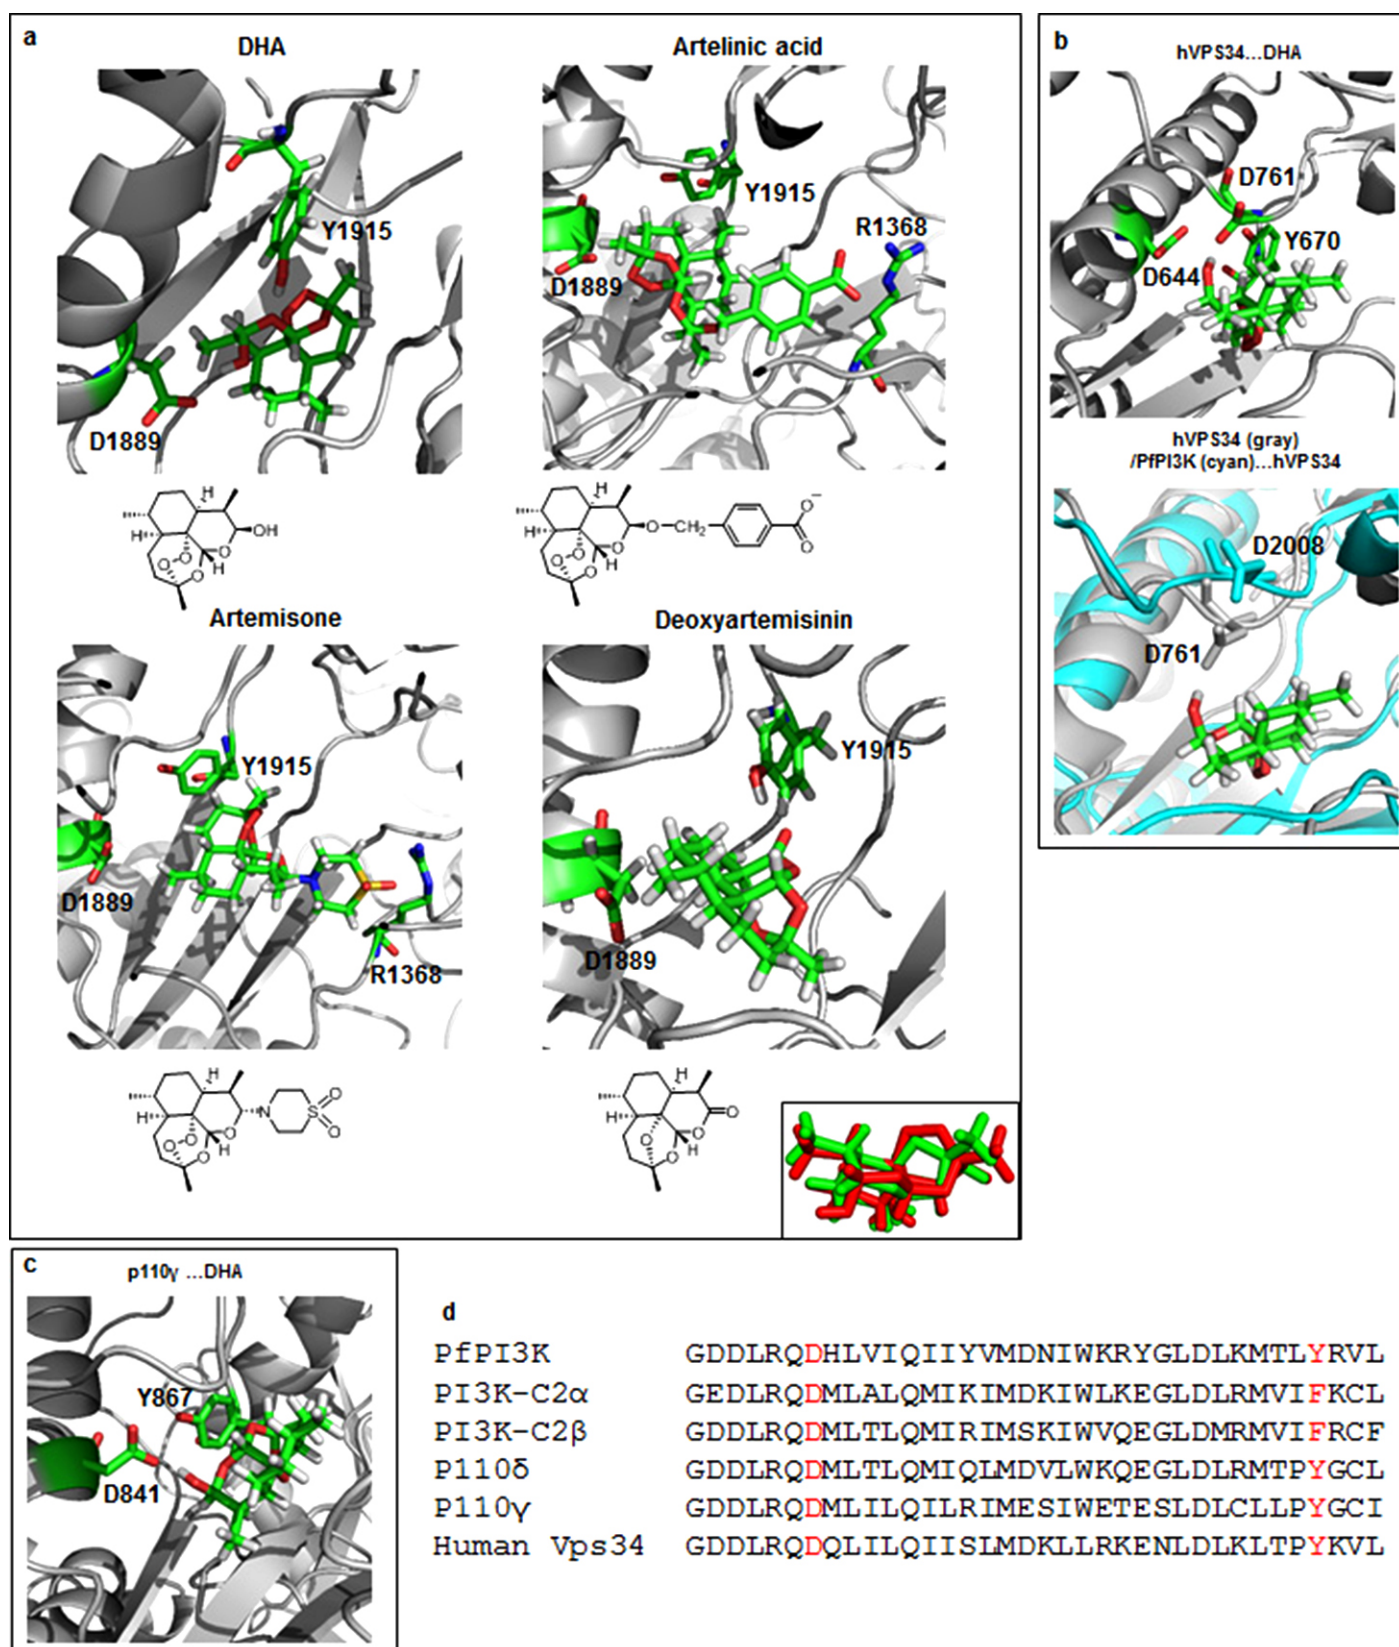 a
DHA
Artelinic acid
Y1915
D1889
Y1915
R1368
D1889
H
H
OH
O
O
O
O
H
H
H
O
CH2
O
O
O
O
O
O
H
Artemisone
Deoxyartemisinin
Y1915
D1889
R1368
Y1915
D1889
H
H
N
S
O
O
O
O
O
O
H
H
H
O
O
O
O
H
b
hVPS34...DHA
D761
Y670
D644
hVPS34 (gray)
/PfPI3K (cyan)...hVPS34
D2008
D761
c
p110γ ...DHA
Y867
D841
d
PfPI3K GDDLRQDHLVIQIIYVMDNIWKRYGLDLKMTLYRVL
PI3K-C2α GEDLRQDMLALQMIKIMDKIWLKEGLDLRMVIFKCL
PI3K-C2β GDDLRQDMLTLQMIRIMSKIWVQEGLDMRMVIFRCF
P110δ GDDLRQDMLTLQMIQLMDVLWKQEGLDLRMTPYGCL
P110γ GDDLRQDMLILQILRIMESIWETESLDLCLLPYGCI
Human Vps34 GDDLRQDQLILQIISLMDKLLRKENLDLKLTPYKVL